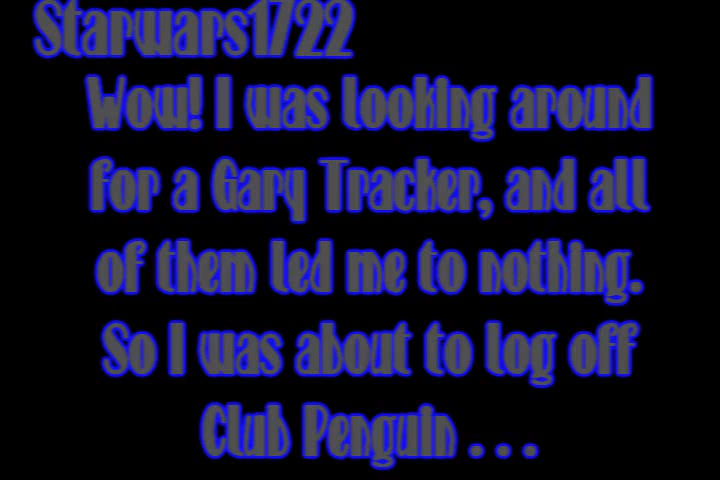 Starwars1722
Wow! I was looking around
for a Gary Tracker, and all
of them led me to nothing.
So I was about to log off
Club Penguin . . .